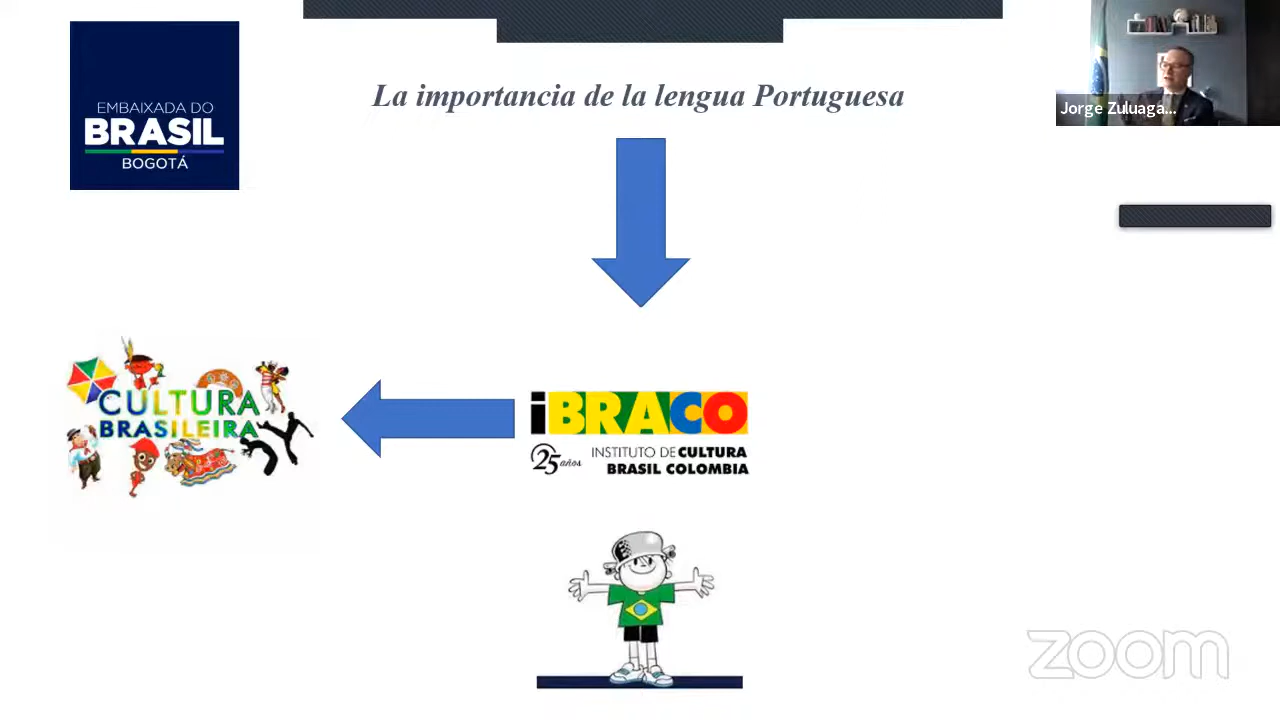 EMBAIXADA DO
BRASIL
BOGOTÁ
La importancia de la lengua Portuguesa
Jorge Zuluaga...
CULTURA
BRASILEIRA
iBRACO
25 años
INSTITUTO DE CULTURA
BRASIL COLOMBIA
zoom